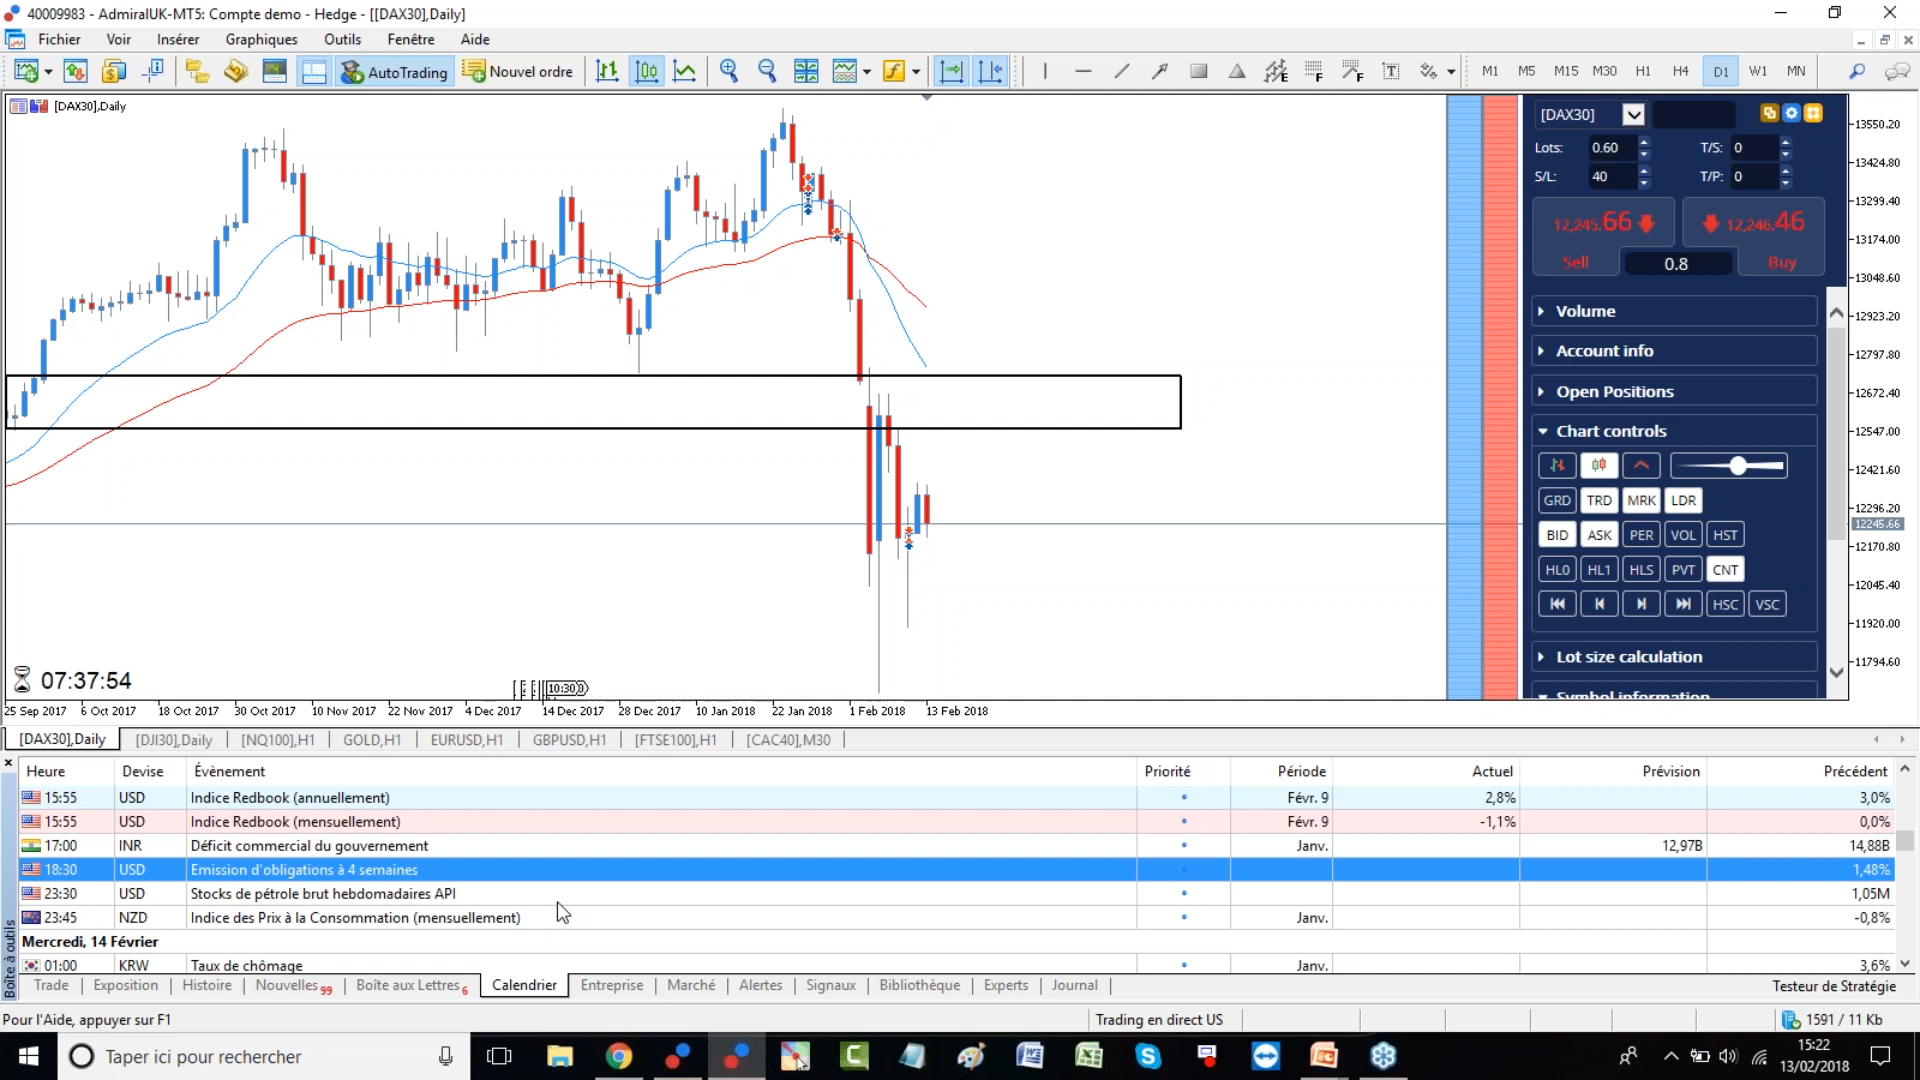 40009983 - AdmiralUK-MT5: Compte demo - Hedge - [[DAX30],Daily]
Fichier Voir Insérer Graphiques Outils Fenêtre Aide
AutoTrading Nouvel ordre M1 M5 M15 M30 H1 H4 D1 W1 MN
[DAX30],Daily
13550.20
13424.80
13299.40
13174.00
13048.60
12923.20
12797.80
12672.40
12547.00
12421.60
12296.20
12245.66
12170.80
12045.40
11920.00
11794.60
[DAX30]
Lots: 0.60 T/S: 0
S/L: 40 T/P: 0
12,245.66 12,246.46
Sell 0.8 Buy
Volume
Account info
Open Positions
Chart controls
GRD TRD MRK LDR
BID ASK PER VOL HST
HL0 HL1 HLS PVT CNT
HSC VSC
Lot size calculation
Symbol information
07:37:54
10:30
25 Sep 2017 6 Oct 2017 18 Oct 2017 30 Oct 2017 10 Nov 2017 22 Nov 2017 4 Dec 2017 14 Dec 2017 28 Dec 2017 10 Jan 2018 22 Jan 2018 1 Feb 2018 13 Feb 2018
[DAX30],Daily [DJI30],Daily [NQ100],H1 GOLD,H1 EURUSD,H1 GBPUSD,H1 [FTSE100],H1 [CAC40],M30
Heure Devise Évènement Priorité Période Actuel Prévision Précédent
15:55 USD Indice Redbook (annuellement) Févr. 9 2,8% 3,0%
15:55 USD Indice Redbook (mensuellement) Févr. 9 -1,1% 0,0%
17:00 INR Déficit commercial du gouvernement Janv. 12,97B 14,88B
18:30 USD Emission d'obligations à 4 semaines 1,48%
23:30 USD Stocks de pétrole brut hebdomadaires API 1,05M
23:45 NZD Indice des Prix à la Consommation (mensuellement) Janv. -0,8%
Mercredi, 14 Février
01:00 KRW Taux de chômage Janv. 3,6%
Boîte à outils
Trade Exposition Historie Nouvelles 99 Boîte aux Lettres 6 Calendrier Entreprise Marché Alertes Signaux Bibliothèque Experts Journal Testeur de Stratégie
Pour l'Aide, appuyer sur F1 Trading en direct US 1591 / 11 Kb
Taper ici pour rechercher
15:22
13/02/2018